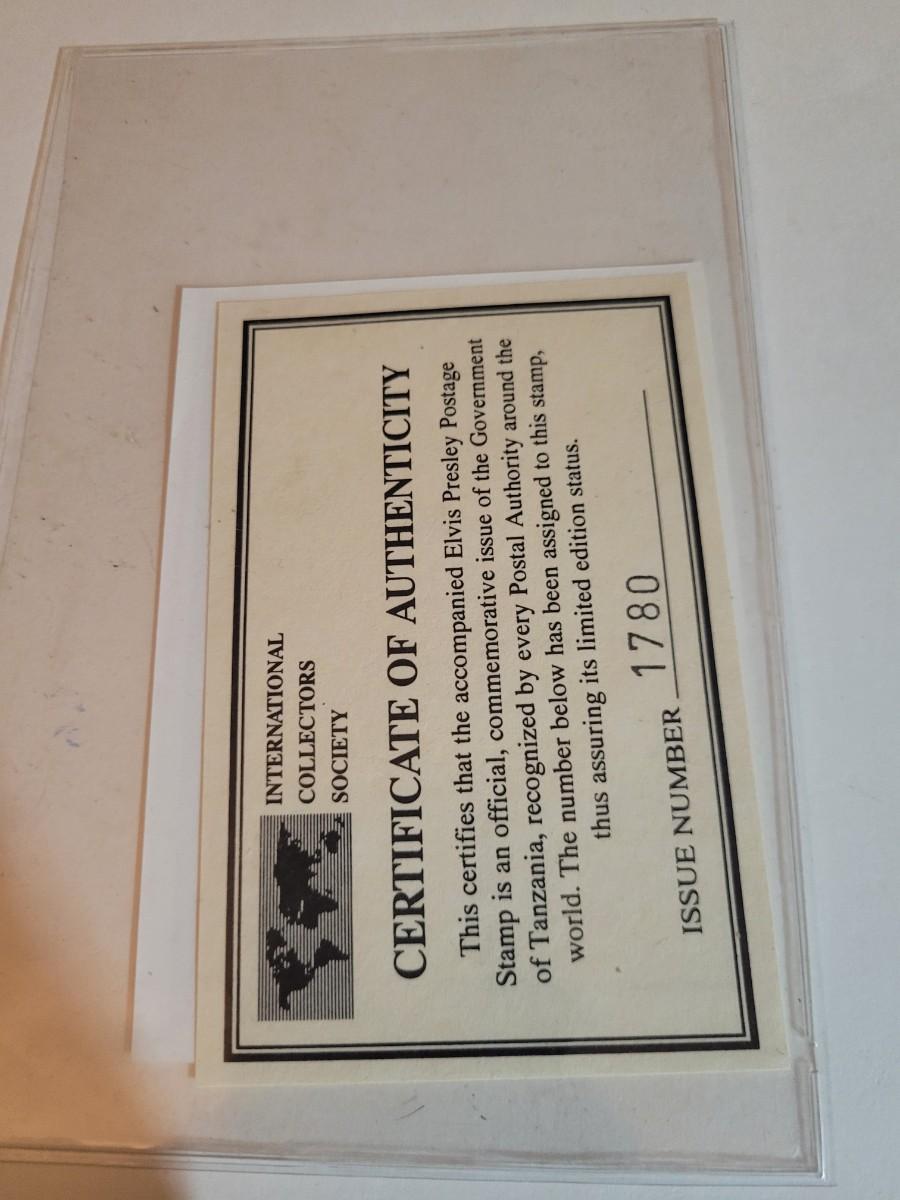 INTERNATIONAL
COLLECTORS
SOCIETY
CERTIFICATE OF AUTHENTICITY
This certifies that the accompanied Elvis Presley Postage
Stamp is an official, commemorative issue of the Government
of Tanzania, recognized by every Postal Authority around the
world. The number below has been assigned to this stamp,
thus assuring its limited edition status.
ISSUE NUMBER 1780